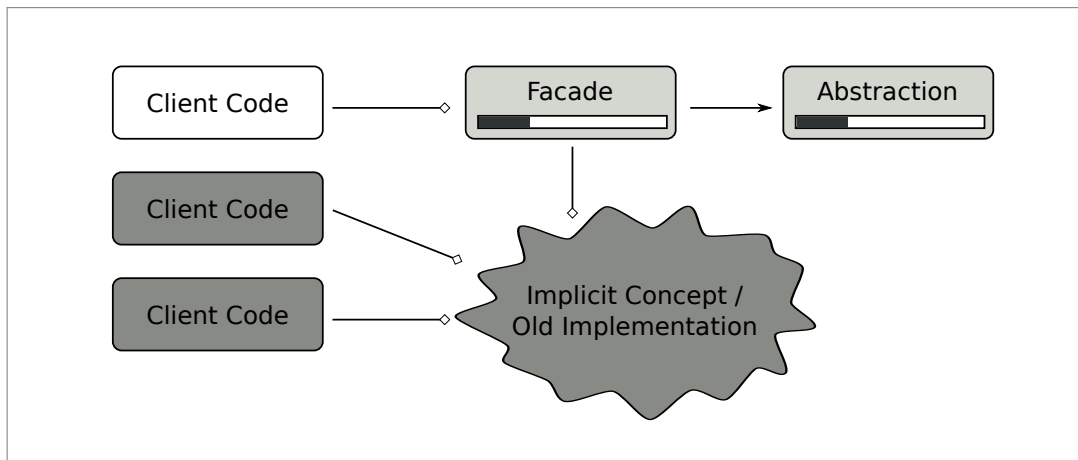 Client Code
Facade
Abstraction
Client Code
Client Code
Implicit Concept /
Old Implementation